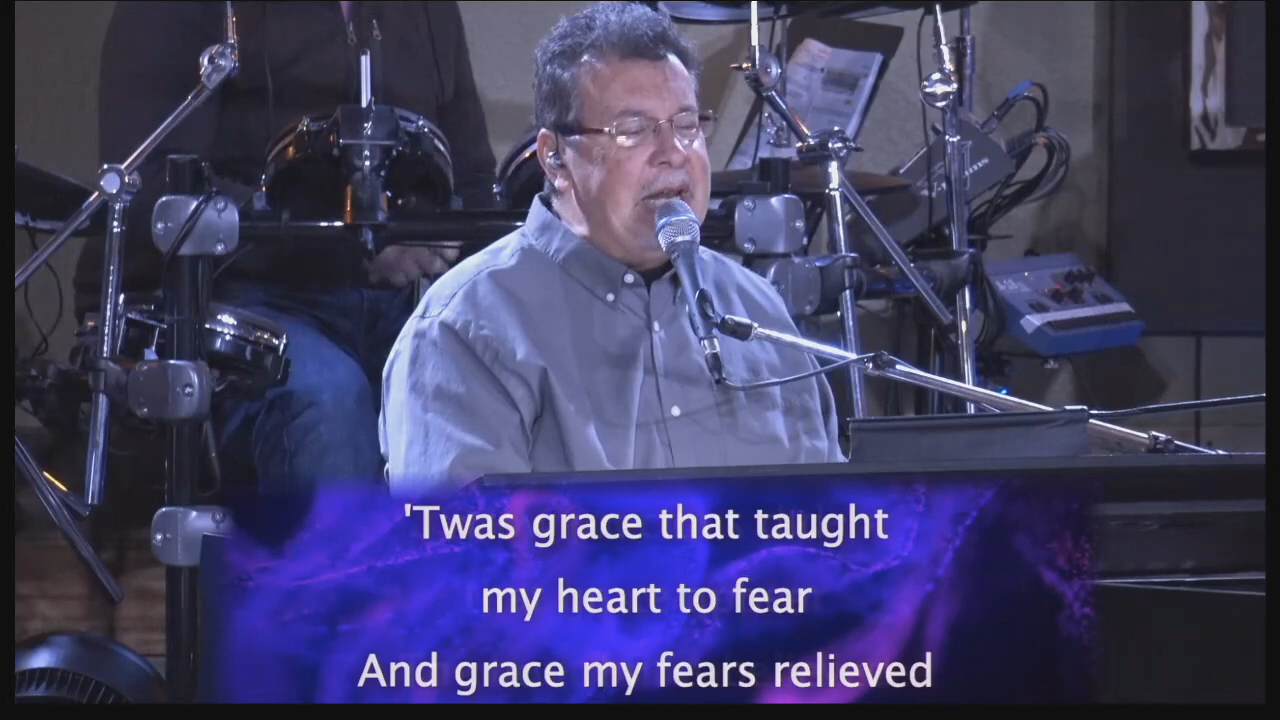 'Twas grace that taught
my heart to fear
And grace my fears relieved